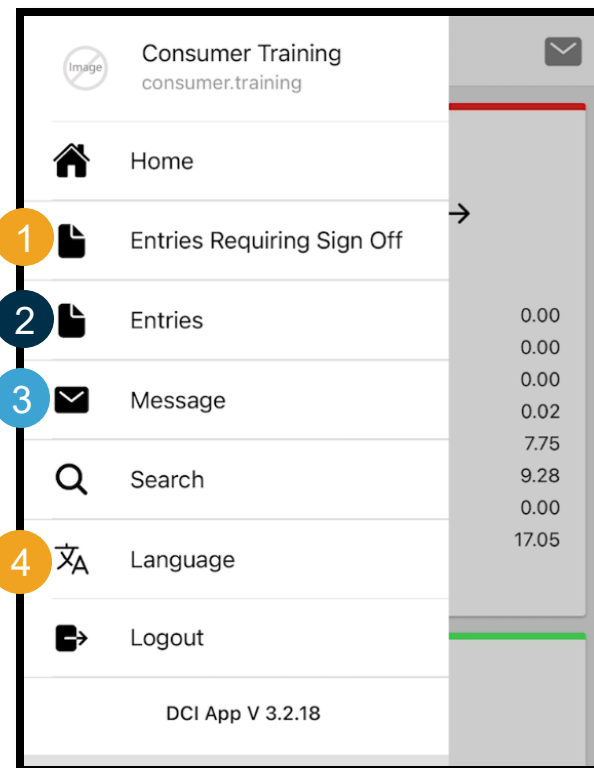 Image
Consumer Training
consumer.training
Home
1 Entries Requiring Sign Off
2 Entries
3 Message
Search
4 文A Language
Logout
DCI App V 3.2.18
0.00
0.00
0.00
0.02
7.75
9.28
0.00
17.05